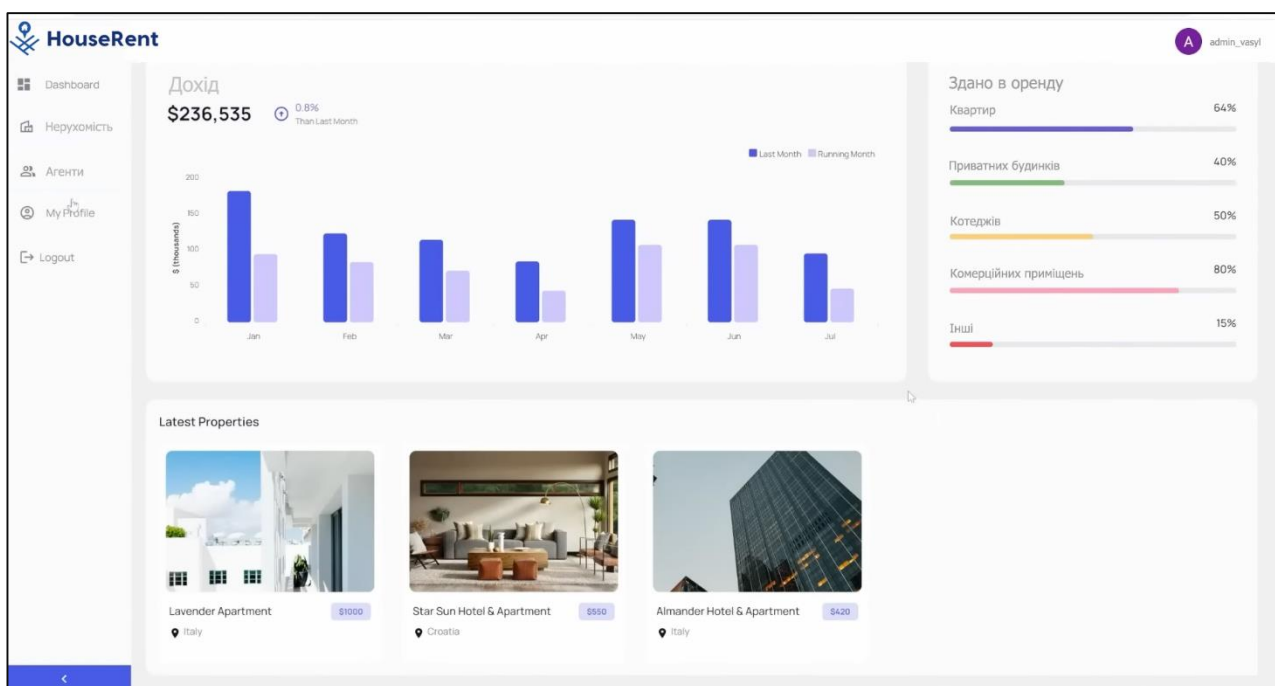 HouseRent
A
admin_vasyl
Dashboard
Нерухомість
Агенти
My Profile
Logout
Дохід
$236,535
0.8%
Than Last Month
Last Month
Running Month
$ (thousands)
200
150
100
50
0
Jan
Feb
Mar
Apr
May
Jun
Jul
Здано в оренду
Квартир
64%
Приватних будинків
40%
Котеджів
50%
Комерційних приміщень
80%
Інші
15%
Latest Properties
Lavender Apartment
$1000
Italy
Star Sun Hotel & Apartment
$550
Croatia
Almander Hotel & Apartment
$420
Italy